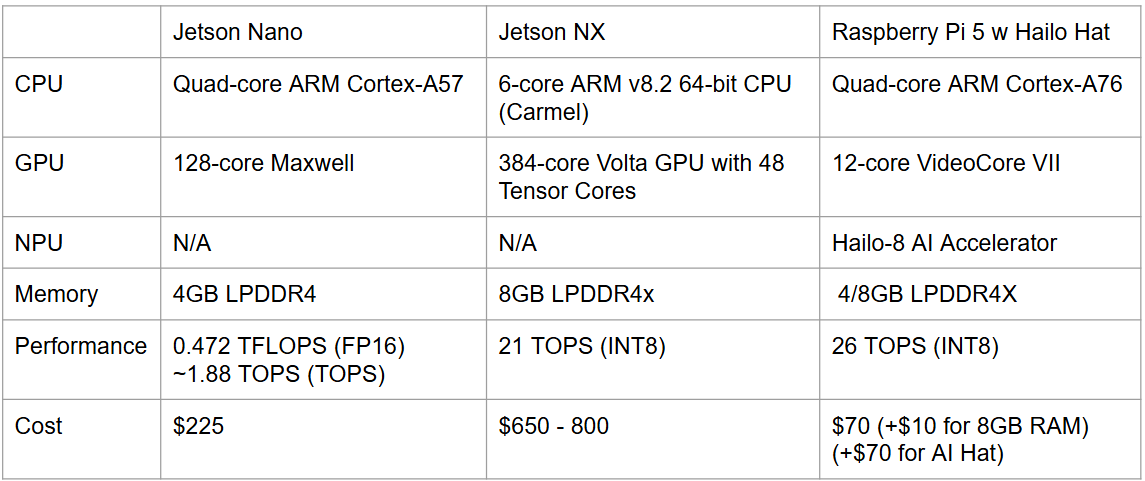 Jetson Nano Jetson NX Raspberry Pi 5 w Hailo Hat
CPU Quad-core ARM Cortex-A57 6-core ARM v8.2 64-bit CPU (Carmel) Quad-core ARM Cortex-A76
GPU 128-core Maxwell 384-core Volta GPU with 48 Tensor Cores 12-core VideoCore VII
NPU N/A N/A Hailo-8 AI Accelerator
Memory 4GB LPDDR4 8GB LPDDR4x 4/8GB LPDDR4X
Performance 0.472 TFLOPS (FP16) ~1.88 TOPS (TOPS) 21 TOPS (INT8) 26 TOPS (INT8)
Cost $225 $650 - 800 $70 (+$10 for 8GB RAM) (+$70 for AI Hat)